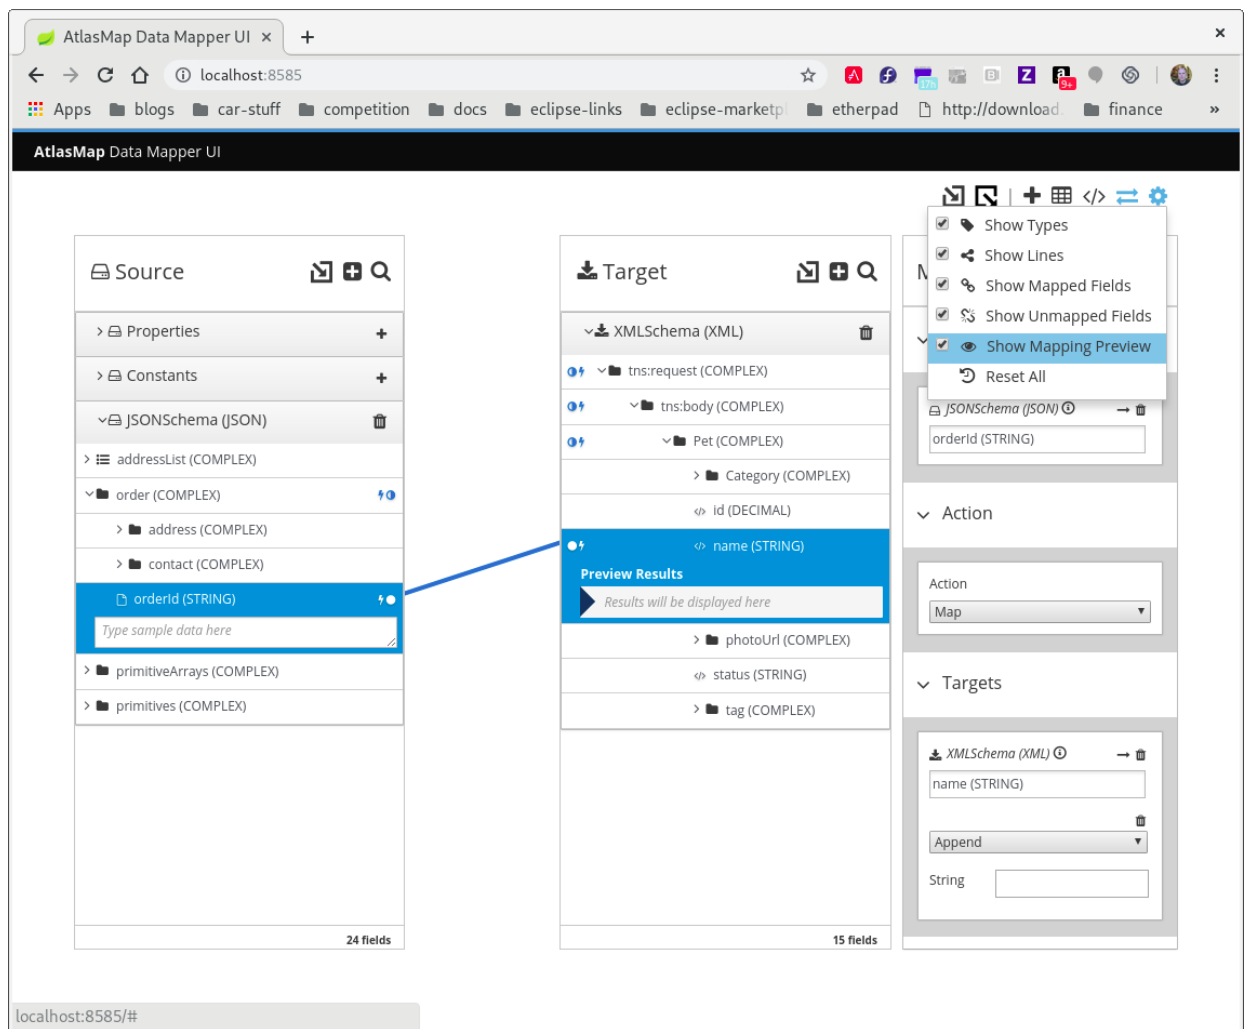 AtlasMap Data Mapper UI
localhost:8585
17h
9+
Apps
blogs
car-stuff
competition
docs
eclipse-links
eclipse-marketpl
etherpad
http://download.
finance
»
AtlasMap Data Mapper UI
Show Types
Show Lines
Show Mapped Fields
Show Unmapped Fields
Show Mapping Preview
Reset All
Source
Properties
Constants
JSONSchema (JSON)
addressList (COMPLEX)
order (COMPLEX)
address (COMPLEX)
contact (COMPLEX)
orderId (STRING)
Type sample data here
primitiveArrays (COMPLEX)
primitives (COMPLEX)
24 fields
Target
XMLSchema (XML)
tns:request (COMPLEX)
tns:body (COMPLEX)
Pet (COMPLEX)
Category (COMPLEX)
id (DECIMAL)
name (STRING)
Preview Results
Results will be displayed here
photoUrl (COMPLEX)
status (STRING)
tag (COMPLEX)
15 fields
JSONSchema (JSON)
orderId (STRING)
Action
Action
Map
Targets
XMLSchema (XML)
name (STRING)
Append
String
localhost:8585/#